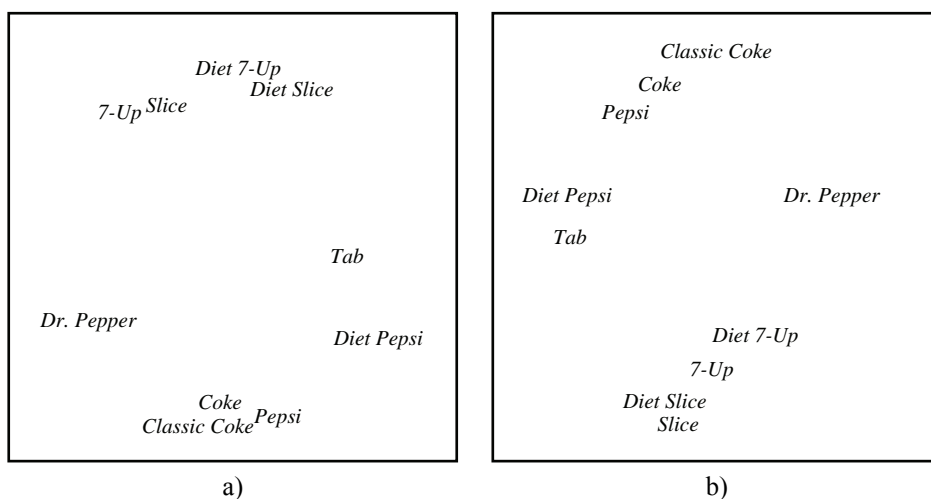 Diet 7-Up
Diet Slice
7-Up
Slice
Tab
Dr. Pepper
Diet Pepsi
Coke
Classic Coke
Pepsi
a)
Classic Coke
Coke
Pepsi
Diet Pepsi
Dr. Pepper
Tab
Diet 7-Up
7-Up
Diet Slice
Slice
b)